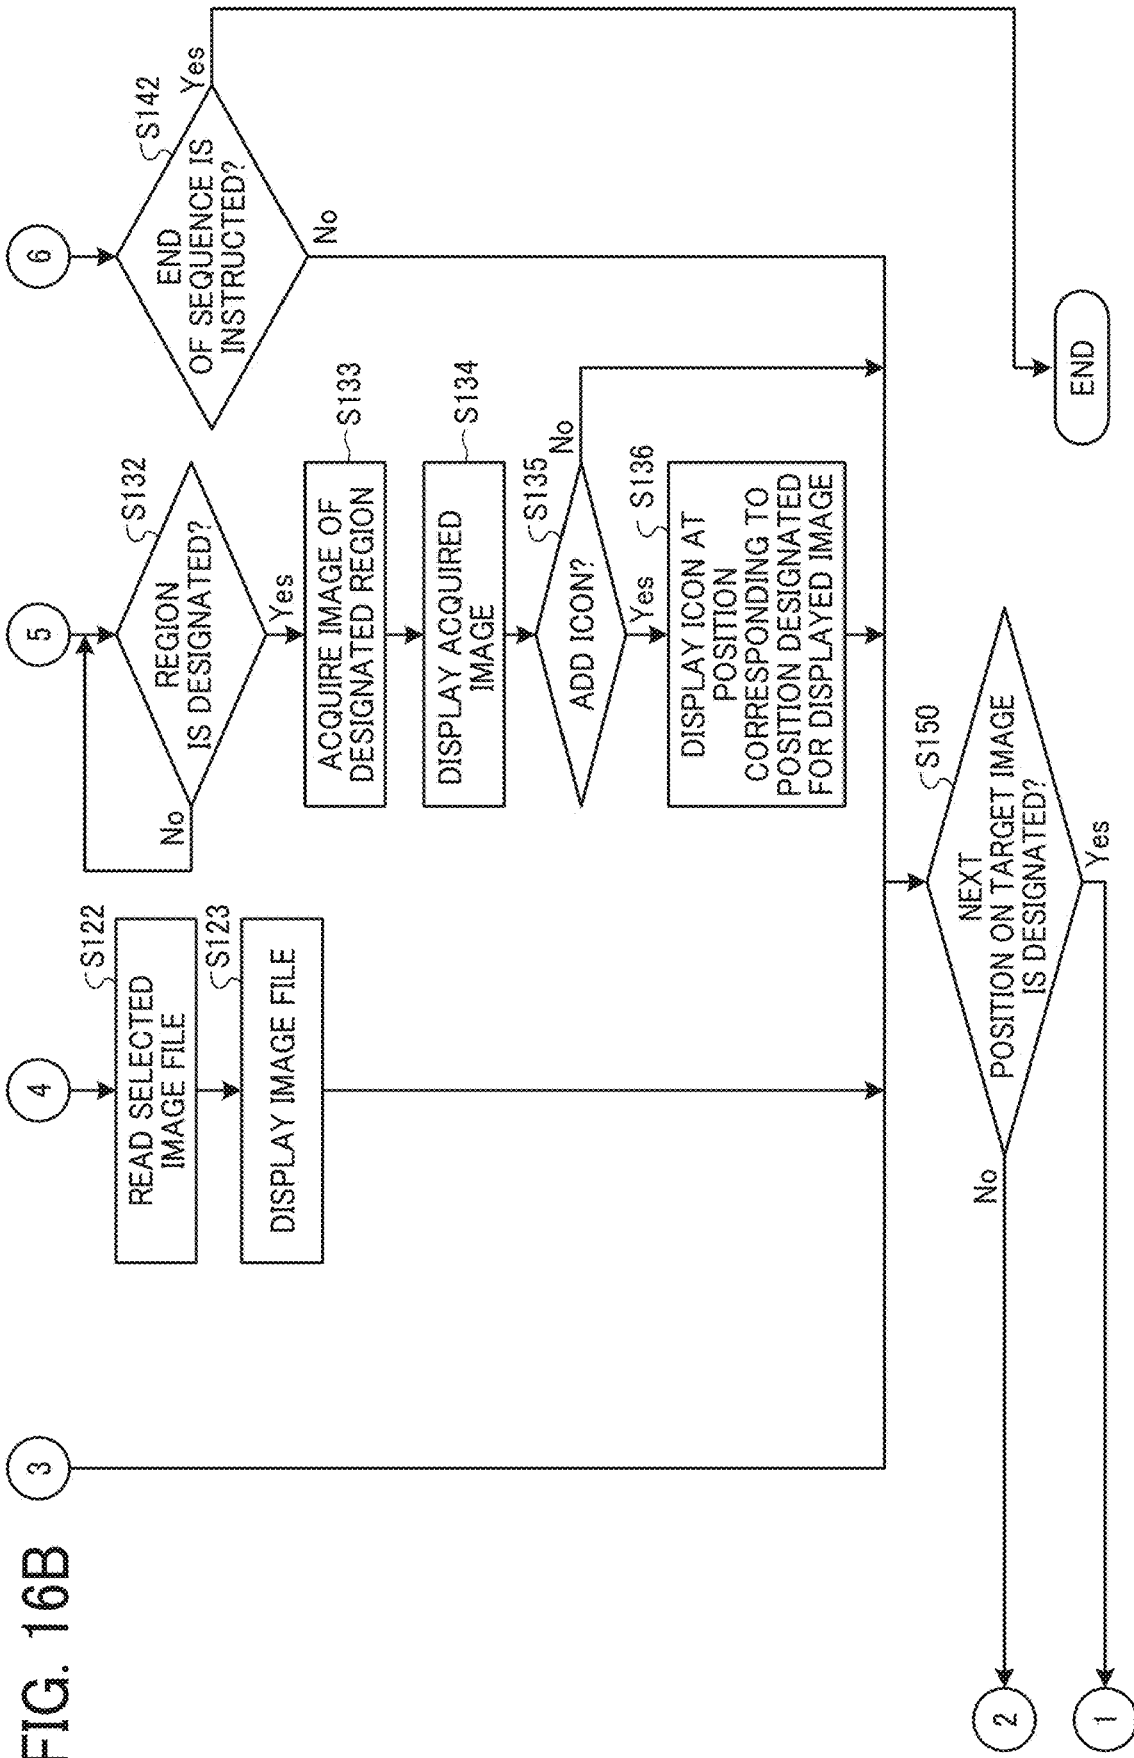 FIG. 16B
3
4
5
6
READ SELECTED
IMAGE FILE
S122
DISPLAY IMAGE FILE
S123
REGION
IS DESIGNATED?
S132
No
Yes
ACQUIRE IMAGE OF
DESIGNATED REGION
S133
DISPLAY ACQUIRED
IMAGE
S134
ADD ICON?
S135
No
Yes
DISPLAY ICON AT
POSITION
CORRESPONDING TO
POSITION DESIGNATED
FOR DISPLAYED IMAGE
S136
END
OF SEQUENCE IS
INSTRUCTED?
S142
Yes
No
NEXT
POSITION ON TARGET IMAGE
IS DESIGNATED?
S150
No
Yes
END
2
1